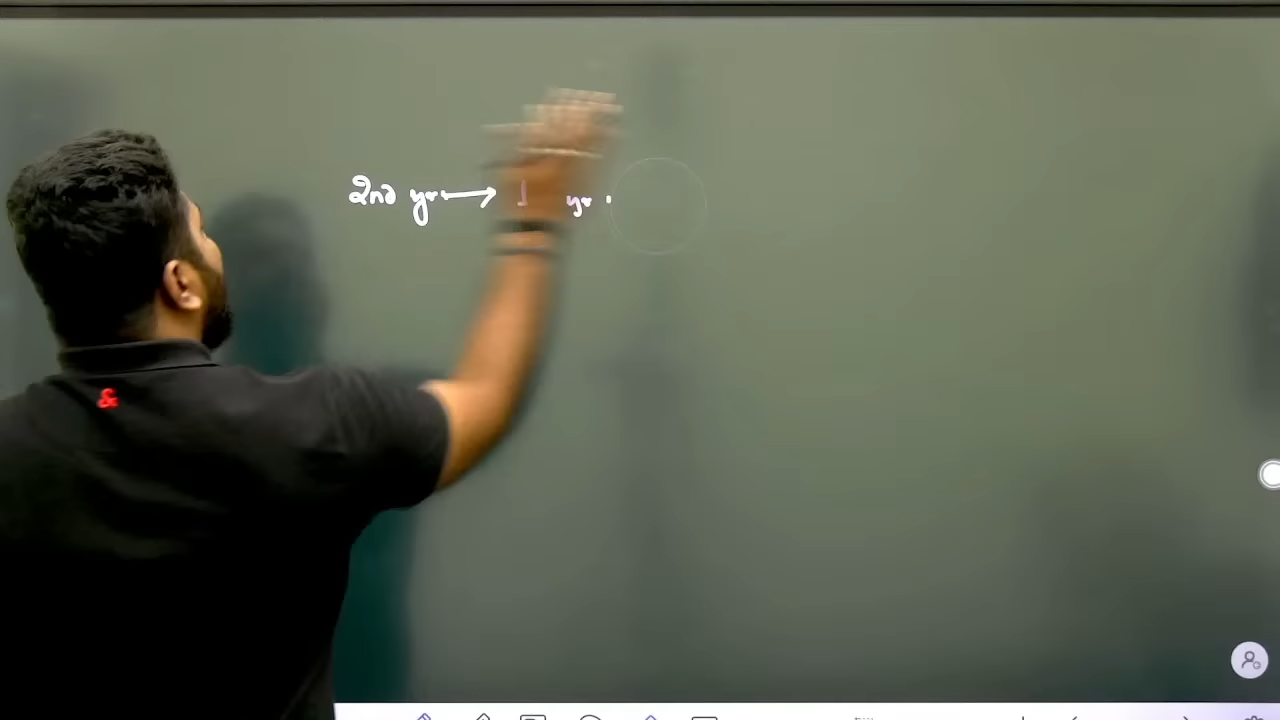 2nd yr → 1 yr
&